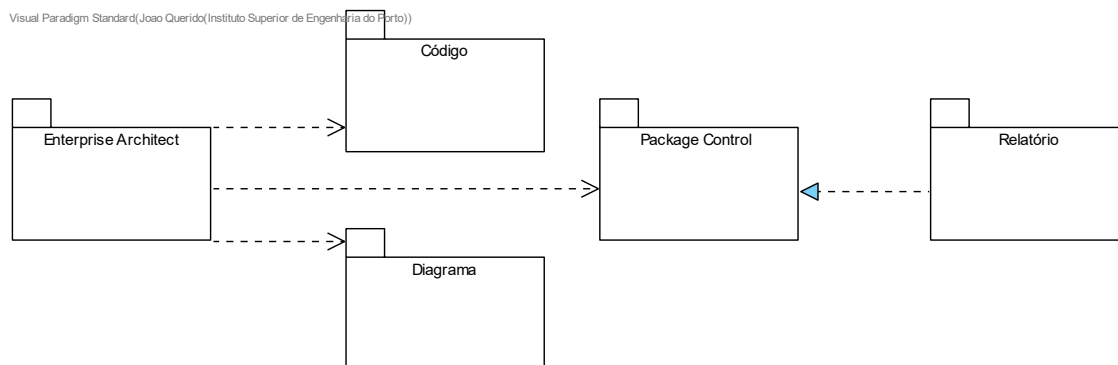 Visual Paradigm Standard(Joao Querido(Instituto Superior de Engenharia do Porto))
Código
Enterprise Architect
Package Control
Relatório
Diagrama